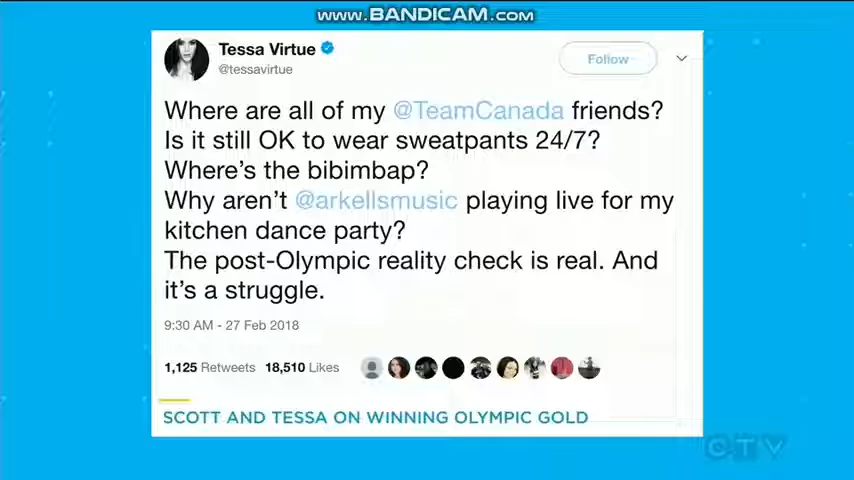 www.BANDICAM.com
Tessa Virtue
@tessavirtue
Follow
Where are all of my @TeamCanada friends?
Is it still OK to wear sweatpants 24/7?
Where's the bibimbap?
Why aren't @arkellsmusic playing live for my
kitchen dance party?
The post-Olympic reality check is real. And
it's a struggle.
9:30 AM - 27 Feb 2018
1,125 Retweets 18,510 Likes
SCOTT AND TESSA ON WINNING OLYMPIC GOLD
CTV